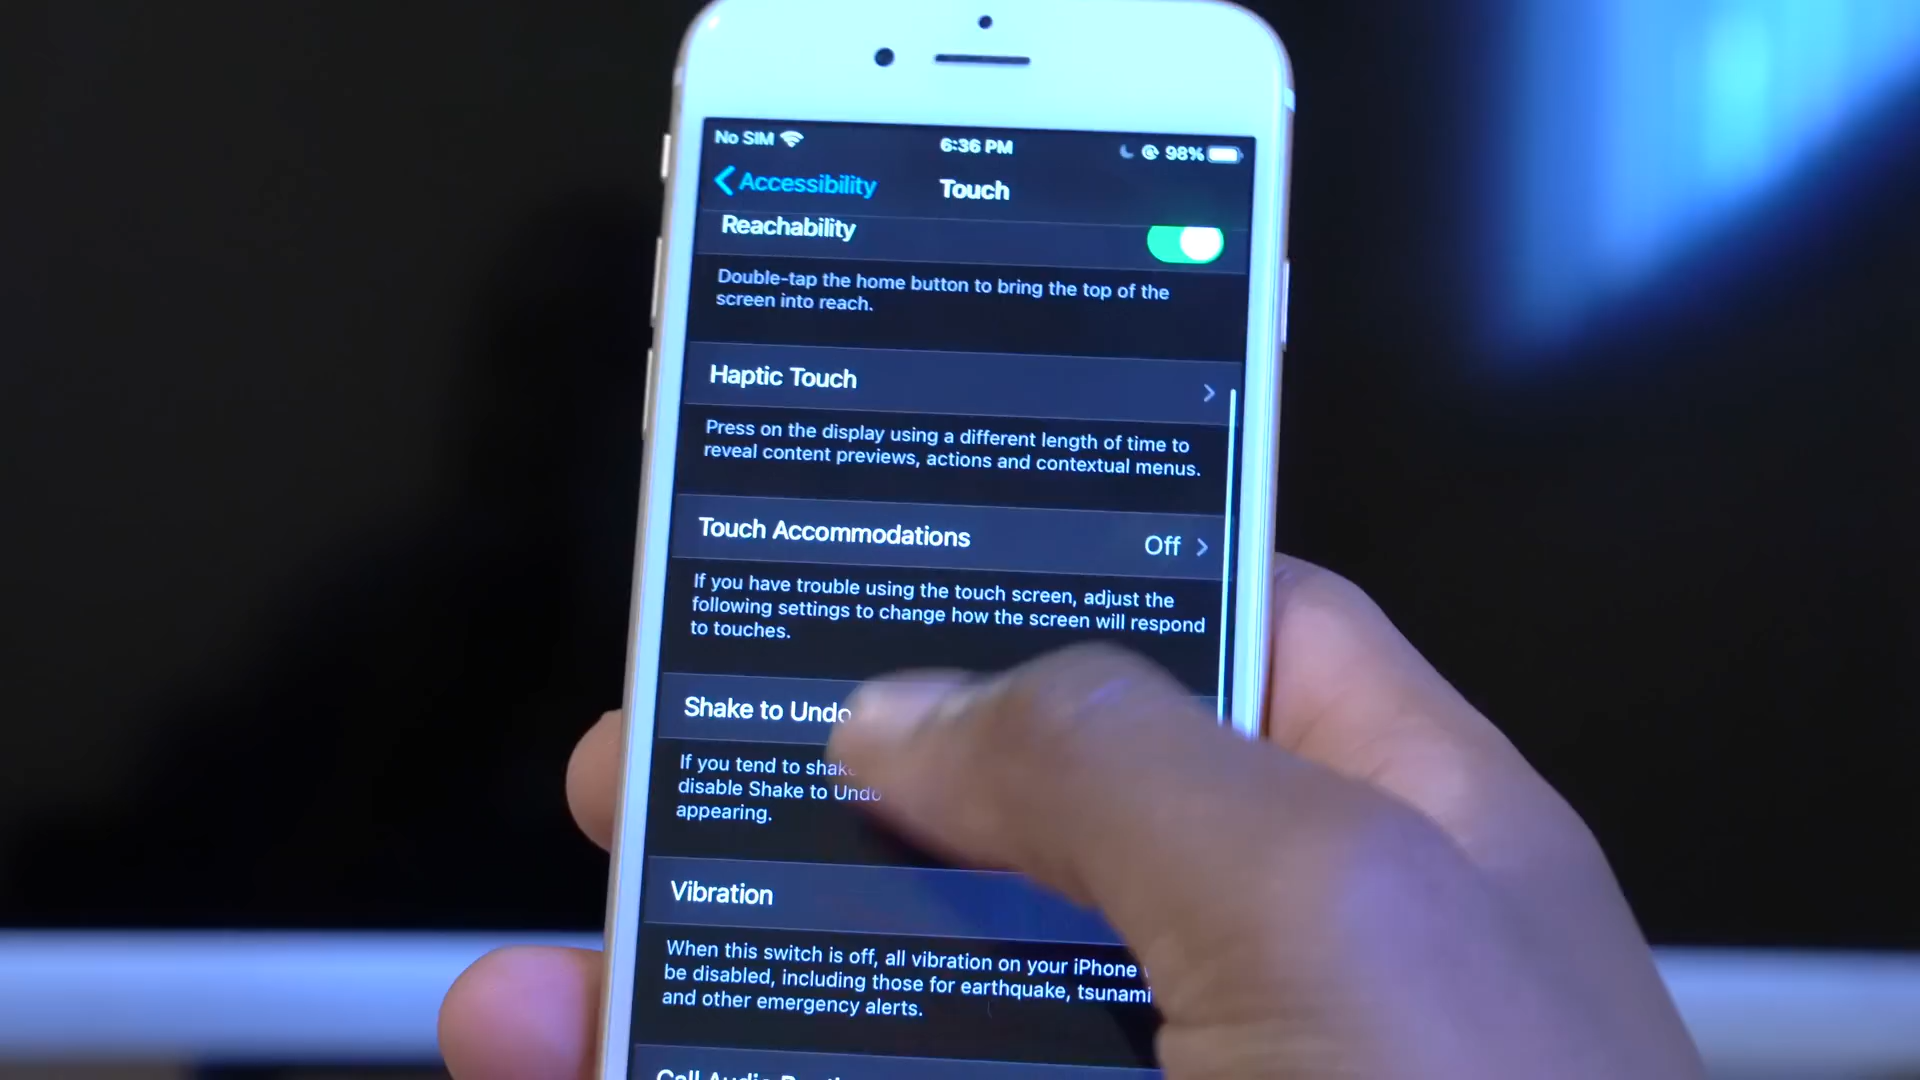 No SIM 6:36 PM 98%
Accessibility Touch
Reachability
Double-tap the home button to bring the top of the
screen into reach.
Haptic Touch
Press on the display using a different length of time to
reveal content previews, actions and contextual menus.
Touch Accommodations Off
If you have trouble using the touch screen, adjust the
following settings to change how the screen will respond
to touches.
Shake to Undo
If you tend to shake
disable Shake to Undo
appearing.
Vibration
When this switch is off, all vibration on your iPhone
be disabled, including those for earthquake, tsunami
and other emergency alerts.
Call Audio